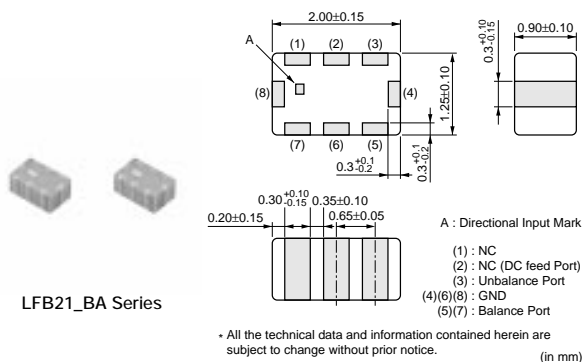 2.00±0.15
A
(1)
(2)
(3)
(8)
(4)
(7)
(6)
(5)
1.25±0.10
0.3+0.1-0.2
0.3+0.1-0.2
0.90±0.10
0.3+0.10-0.15
0.30+0.10-0.15
0.35±0.10
0.20±0.15
0.65±0.05
LFB21_BA Series
A : Directional Input Mark
(1) : NC
(2) : NC (DC feed Port)
(3) : Unbalance Port
(4)(6)(8) : GND
(5)(7) : Balance Port
* All the technical data and information contained herein are
subject to change without prior notice.
(in mm)